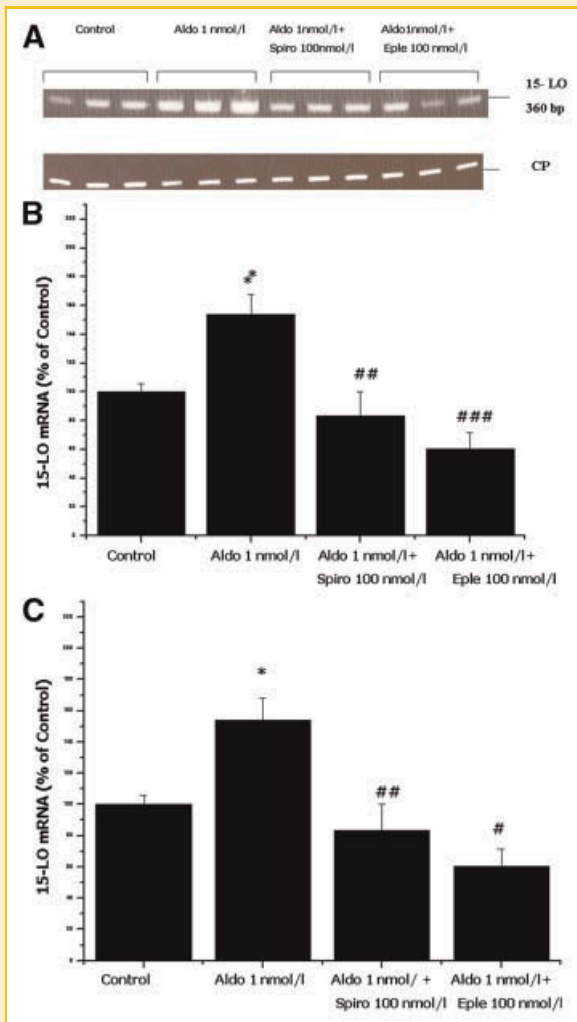 A
Control
Aldo 1 nmol/l
Aldo 1nmol/l+
Spiro 100nmol/l
Aldo1nmol/l+
Eple 100 nmol/l
15- LO
360 bp
CP
B
15-LO mRNA (% of Control)
**
##
###
Control
Aldo 1 nmol/l
Aldo 1 nmol/l+
Spiro 100 nmol/l
Aldo 1 nmol/l+
Eple 100 nmol/l
C
15-LO mRNA (% of Control)
*
##
#
Control
Aldo 1 nmol/l
Aldo 1 nmol/ +
Spiro 100 nmol/l
Aldo 1 nmol/l+
Eple 100 nmol/l